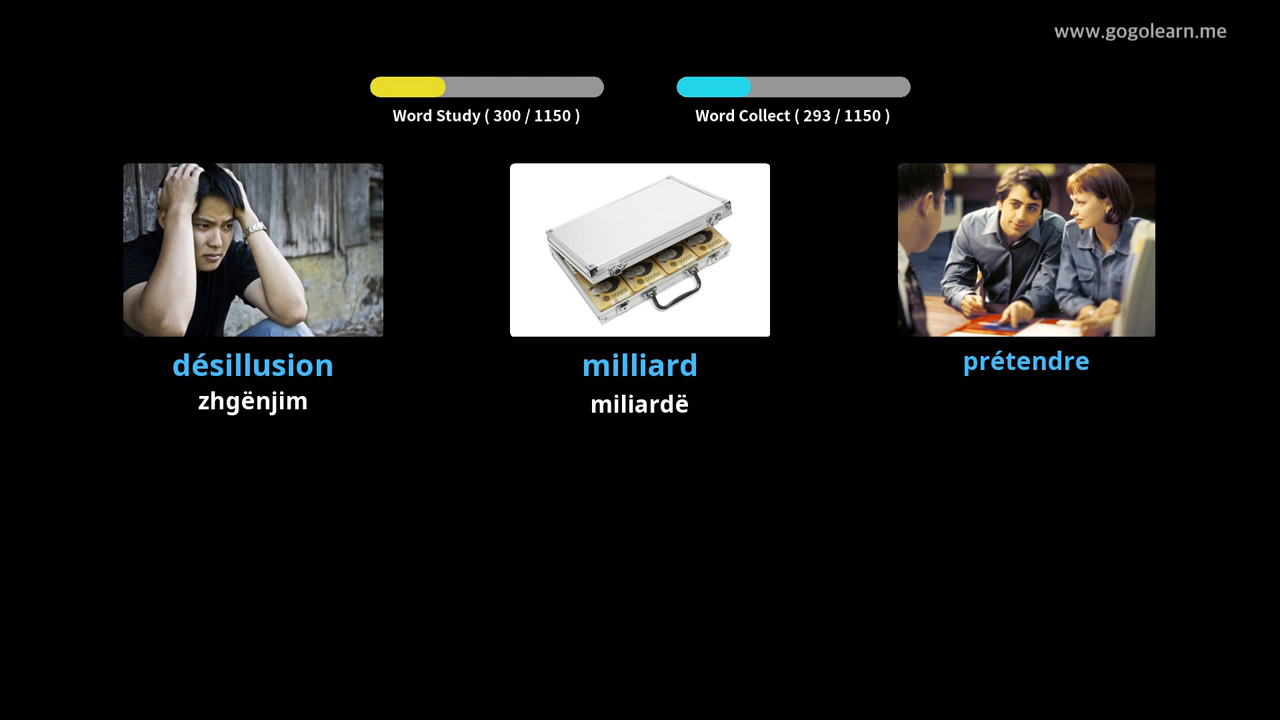 www.gogolearn.me
Word Study ( 300 / 1150 )
Word Collect ( 293 / 1150 )
désillusion
zhgënjim
milliard
miliardë
prétendre